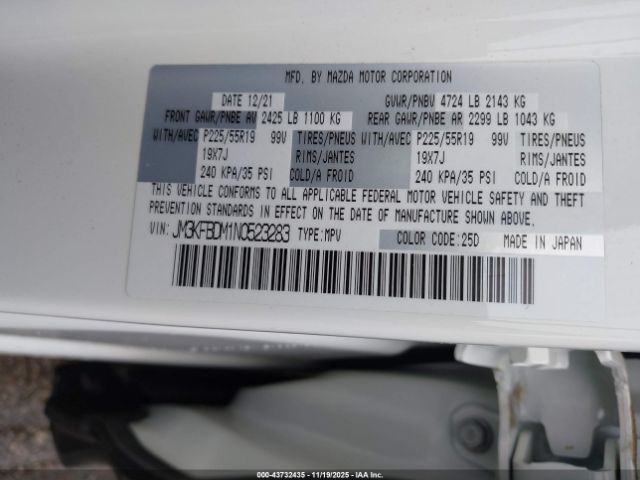 MFD. BY MAZDA MOTOR CORPORATION
DATE 12/21 GVWR/PNBV 4724 LB 2143 KG
FRONT GAWR/PNBE AV 2425 LB 1100 KG REAR GAWR/PNBE AR 2299 LB 1043 KG
WITH/AVEC P225/55R19 99V TIRES/PNEUS WITH/AVEC P225/55R19 99V TIRES/PNEUS
19X7J RIMS/JANTES 19X7J RIMS/JANTES
240 KPA/35 PSI COLD/A FROID 240 KPA/35 PSI COLD/A FROID
THIS VEHICLE CONFORMS TO ALL APPLICABLE FEDERAL MOTOR VEHICLE SAFETY AND THEFT
PREVENTION STANDARDS IN EFFECT ON THE DATE OF MANUFACTURE SHOWN ABOVE.
VIN: JM3KFBDM1N0523283 TYPE:MPV COLOR CODE:25D MADE IN JAPAN
000-43732435 - 11/19/2025 - IAA Inc.